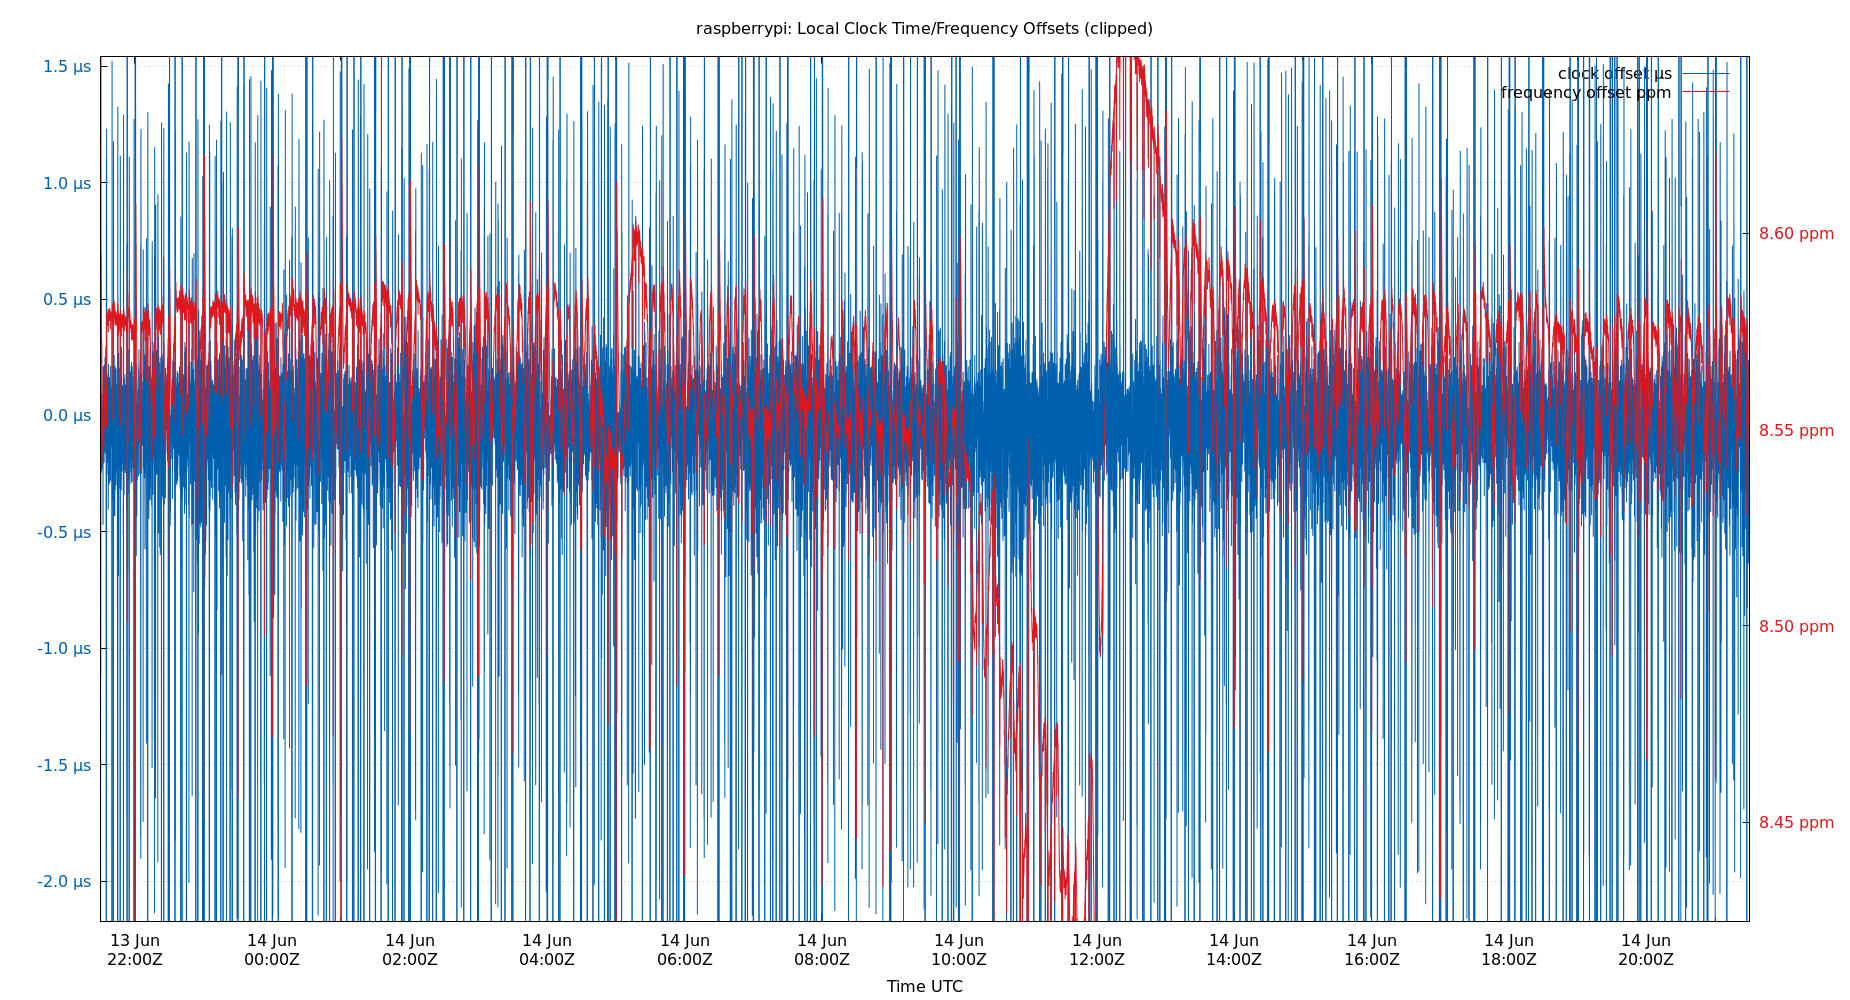 raspberrypi: Local Clock Time/Frequency Offsets (clipped)
clock offset µs
frequency offset ppm
1.5 µs
1.0 µs
0.5 µs
0.0 µs
-0.5 µs
-1.0 µs
-1.5 µs
-2.0 µs
8.60 ppm
8.55 ppm
8.50 ppm
8.45 ppm
13 Jun 14 Jun 14 Jun 14 Jun 14 Jun 14 Jun 14 Jun 14 Jun 14 Jun 14 Jun 14 Jun 14 Jun
22:00Z 00:00Z 02:00Z 04:00Z 06:00Z 08:00Z 10:00Z 12:00Z 14:00Z 16:00Z 18:00Z 20:00Z
Time UTC